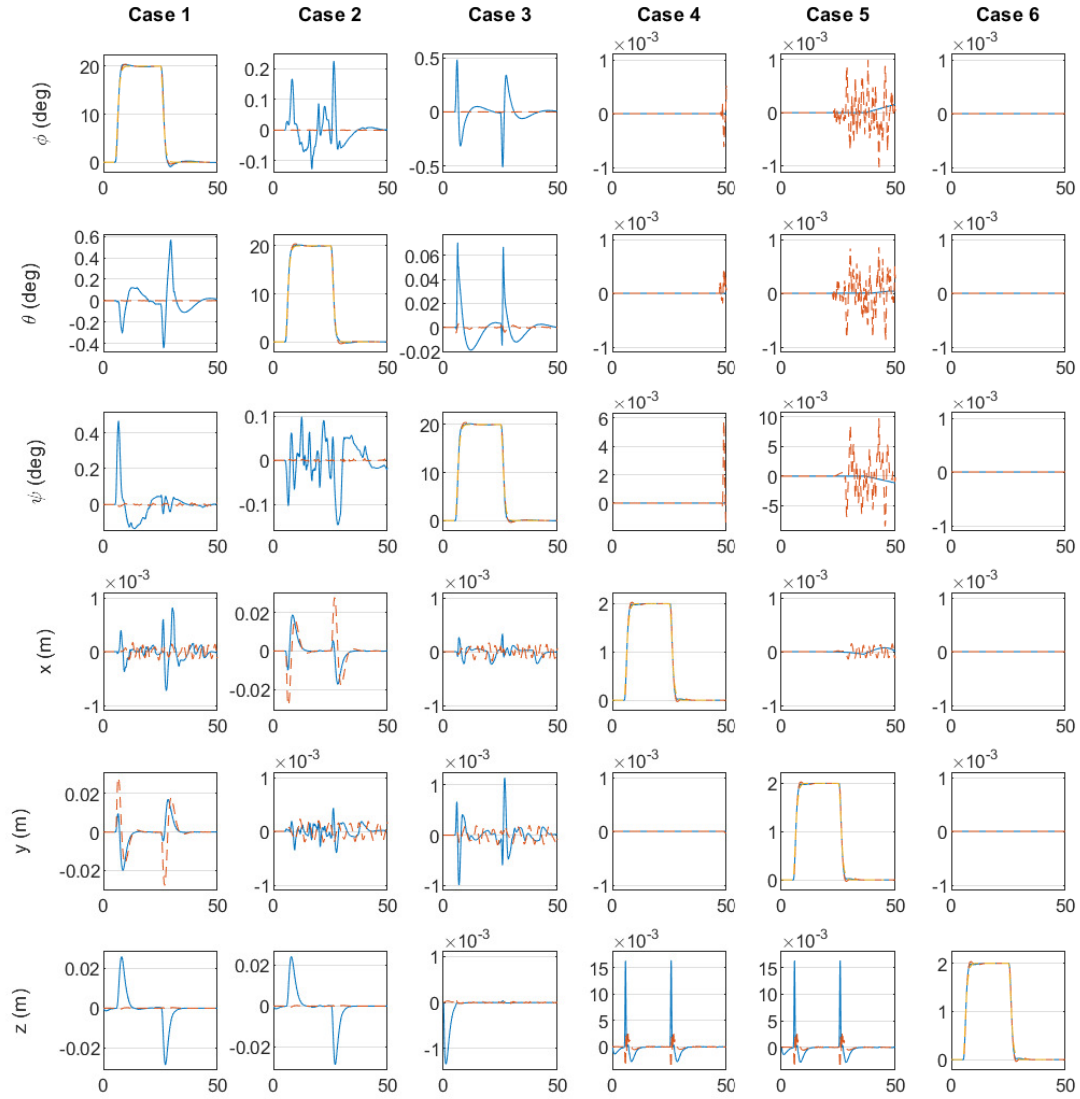 Case 1 Case 2 Case 3 Case 4 Case 5 Case 6
×10⁻³ ×10⁻³ ×10⁻³
ϕ (deg) 20 10 0 0.2 0.1 0 -0.1 0.5 0 -0.5 1 0 -1 1 0 -1 1 0 -1
0 50 0 50 0 50 0 50 0 50 0 50
×10⁻³ ×10⁻³ ×10⁻³
θ (deg) 0.6 0.4 0.2 0 -0.2 -0.4 20 10 0 0.06 0.04 0.02 0 -0.02 1 0 -1 1 0 -1 1 0 -1
0 50 0 50 0 50 0 50 0 50 0 50
×10⁻³ ×10⁻³ ×10⁻³
ψ (deg) 0.4 0.2 0 0.1 0 -0.1 20 10 0 6 4 2 0 10 5 0 -5 1 0 -1
0 50 0 50 0 50 0 50 0 50 0 50
×10⁻³ ×10⁻³ ×10⁻³ ×10⁻³
x (m) 1 0 -1 0.02 0 -0.02 1 0 -1 2 1 0 1 0 -1 1 0 -1
0 50 0 50 0 50 0 50 0 50 0 50
×10⁻³ ×10⁻³ ×10⁻³ ×10⁻³
y (m) 0.02 0 -0.02 1 0 -1 1 0 -1 1 0 -1 2 1 0 1 0 -1
0 50 0 50 0 50 0 50 0 50 0 50
×10⁻³ ×10⁻³ ×10⁻³
z (m) 0.02 0 -0.02 0.02 0 -0.02 1 0 -1 15 10 5 0 15 10 5 0 2 1 0
0 50 0 50 0 50 0 50 0 50 0 50